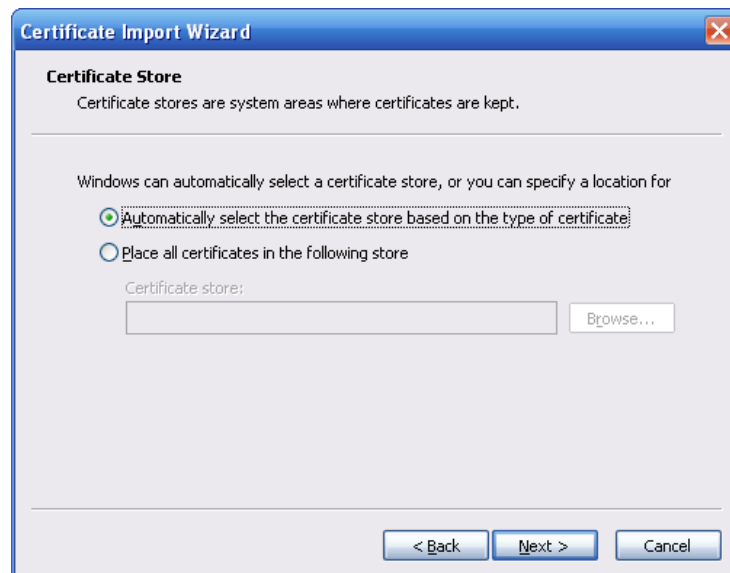 Certificate Import Wizard
Certificate Store
Certificate stores are system areas where certificates are kept.
Windows can automatically select a certificate store, or you can specify a location for
Automatically select the certificate store based on the type of certificate
Place all certificates in the following store
Certificate store:
Browse...
< Back
Next >
Cancel